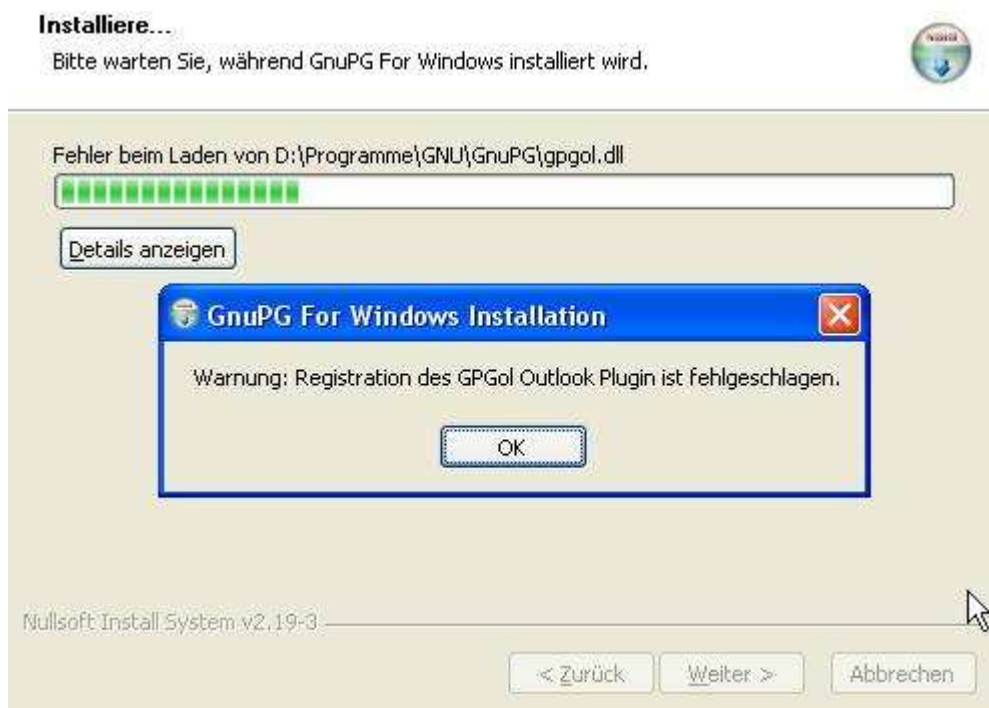 Installiere...
Bitte warten Sie, während GnuPG For Windows installiert wird.
Fehler beim Laden von D:\Programme\GNU\GnuPG\gpgol.dll
Details anzeigen
GnuPG For Windows Installation
Warnung: Registration des GPGol Outlook Plugin ist fehlgeschlagen.
OK
Nullsoft Install System v2.19-3
< Zurück
Weiter >
Abbrechen